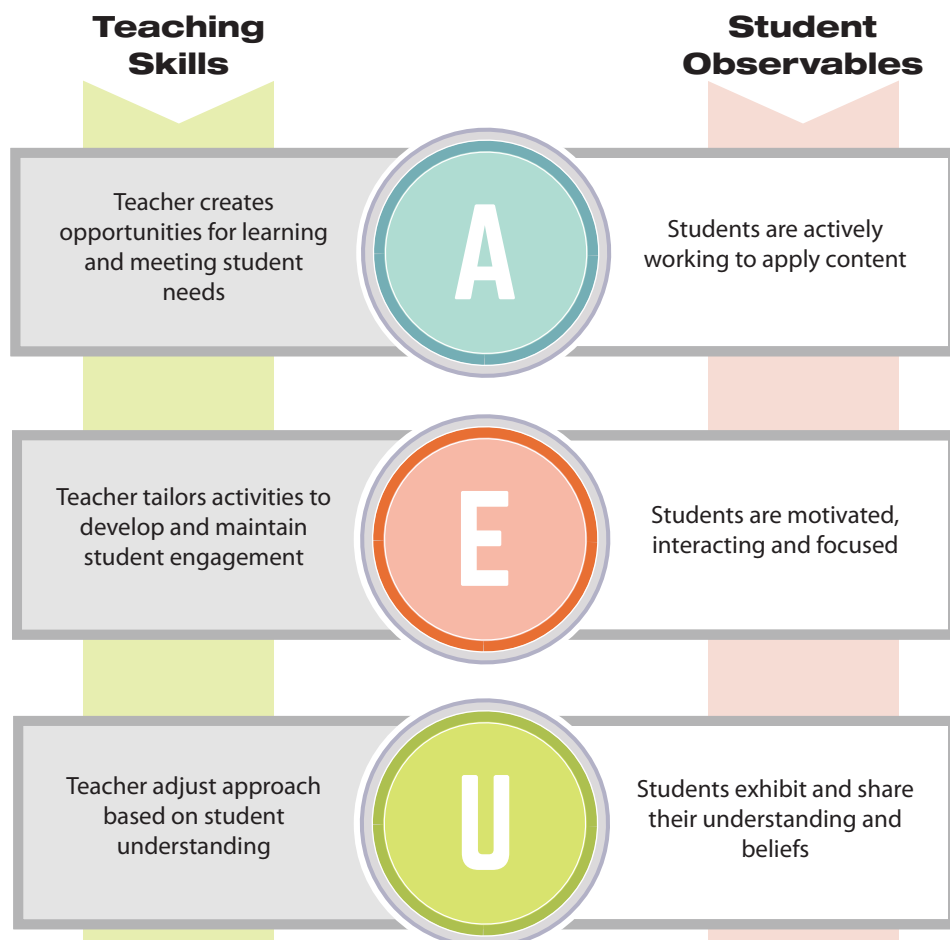 Teaching
Skills
Student
Observables
Teacher creates
opportunities for learning
and meeting student
needs
A
Students are actively
working to apply content
Teacher tailors activities to
develop and maintain
student engagement
E
Students are motivated,
interacting and focused
Teacher adjust approach
based on student
understanding
U
Students exhibit and share
their understanding and
beliefs